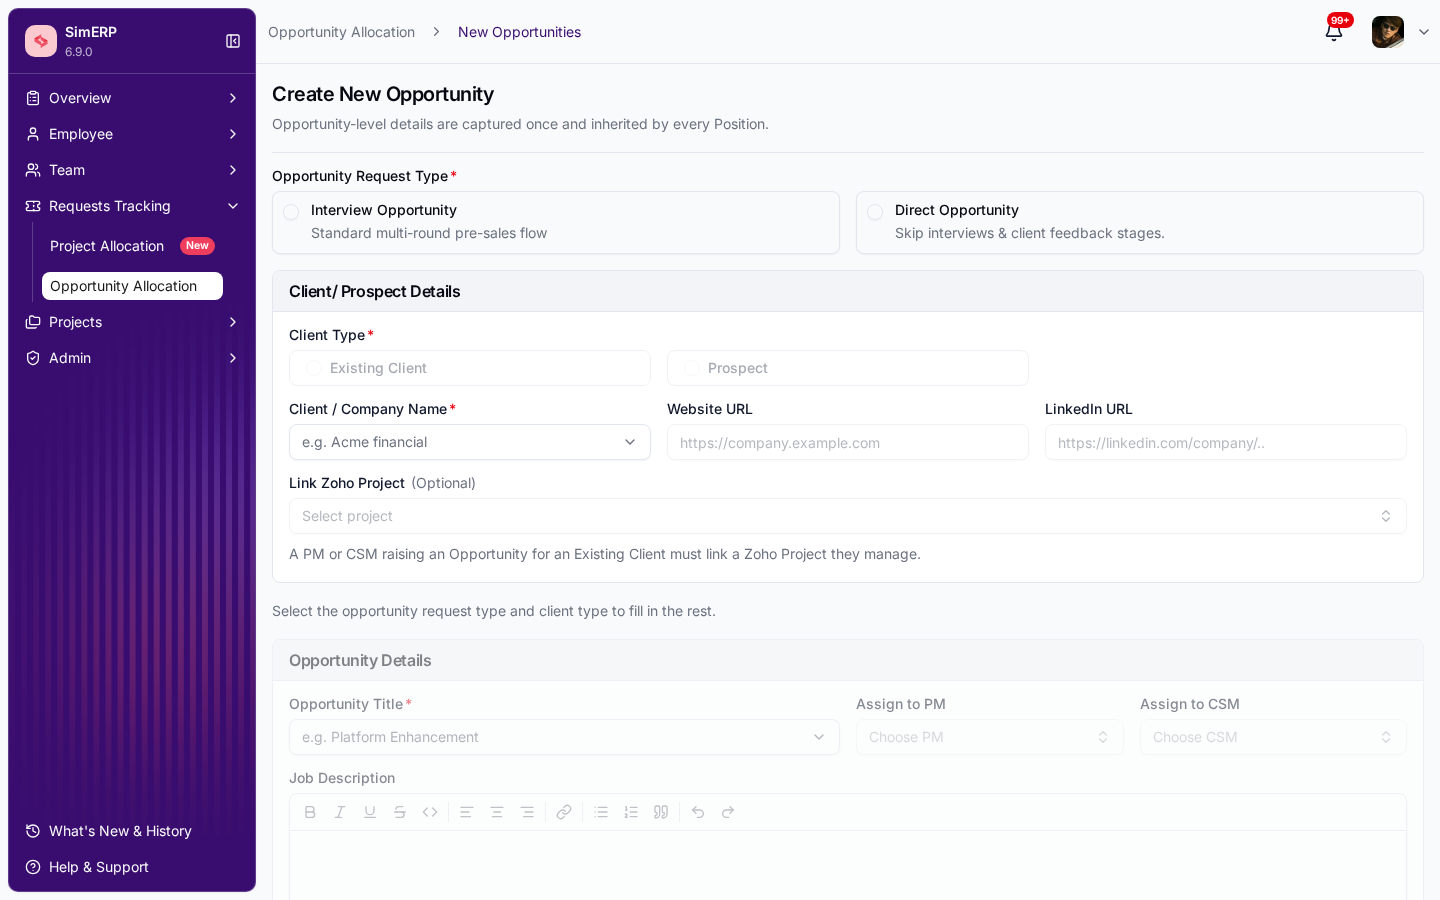 SimERP
6.9.0
Opportunity Allocation
New Opportunities
99+
Overview
Employee
Team
Requests Tracking
Project Allocation New
Opportunity Allocation
Projects
Admin
What's New & History
Help & Support
Create New Opportunity
Opportunity-level details are captured once and inherited by every Position.
Opportunity Request Type*
Interview Opportunity
Standard multi-round pre-sales flow
Direct Opportunity
Skip interviews & client feedback stages.
Client/ Prospect Details
Client Type*
Existing Client
Prospect
Client / Company Name*
Website URL
LinkedIn URL
e.g. Acme financial
https://company.example.com
https://linkedin.com/company/..
Link Zoho Project (Optional)
Select project
A PM or CSM raising an Opportunity for an Existing Client must link a Zoho Project they manage.
Select the opportunity request type and client type to fill in the rest.
Opportunity Details
Opportunity Title*
Assign to PM
Assign to CSM
e.g. Platform Enhancement
Choose PM
Choose CSM
Job Description